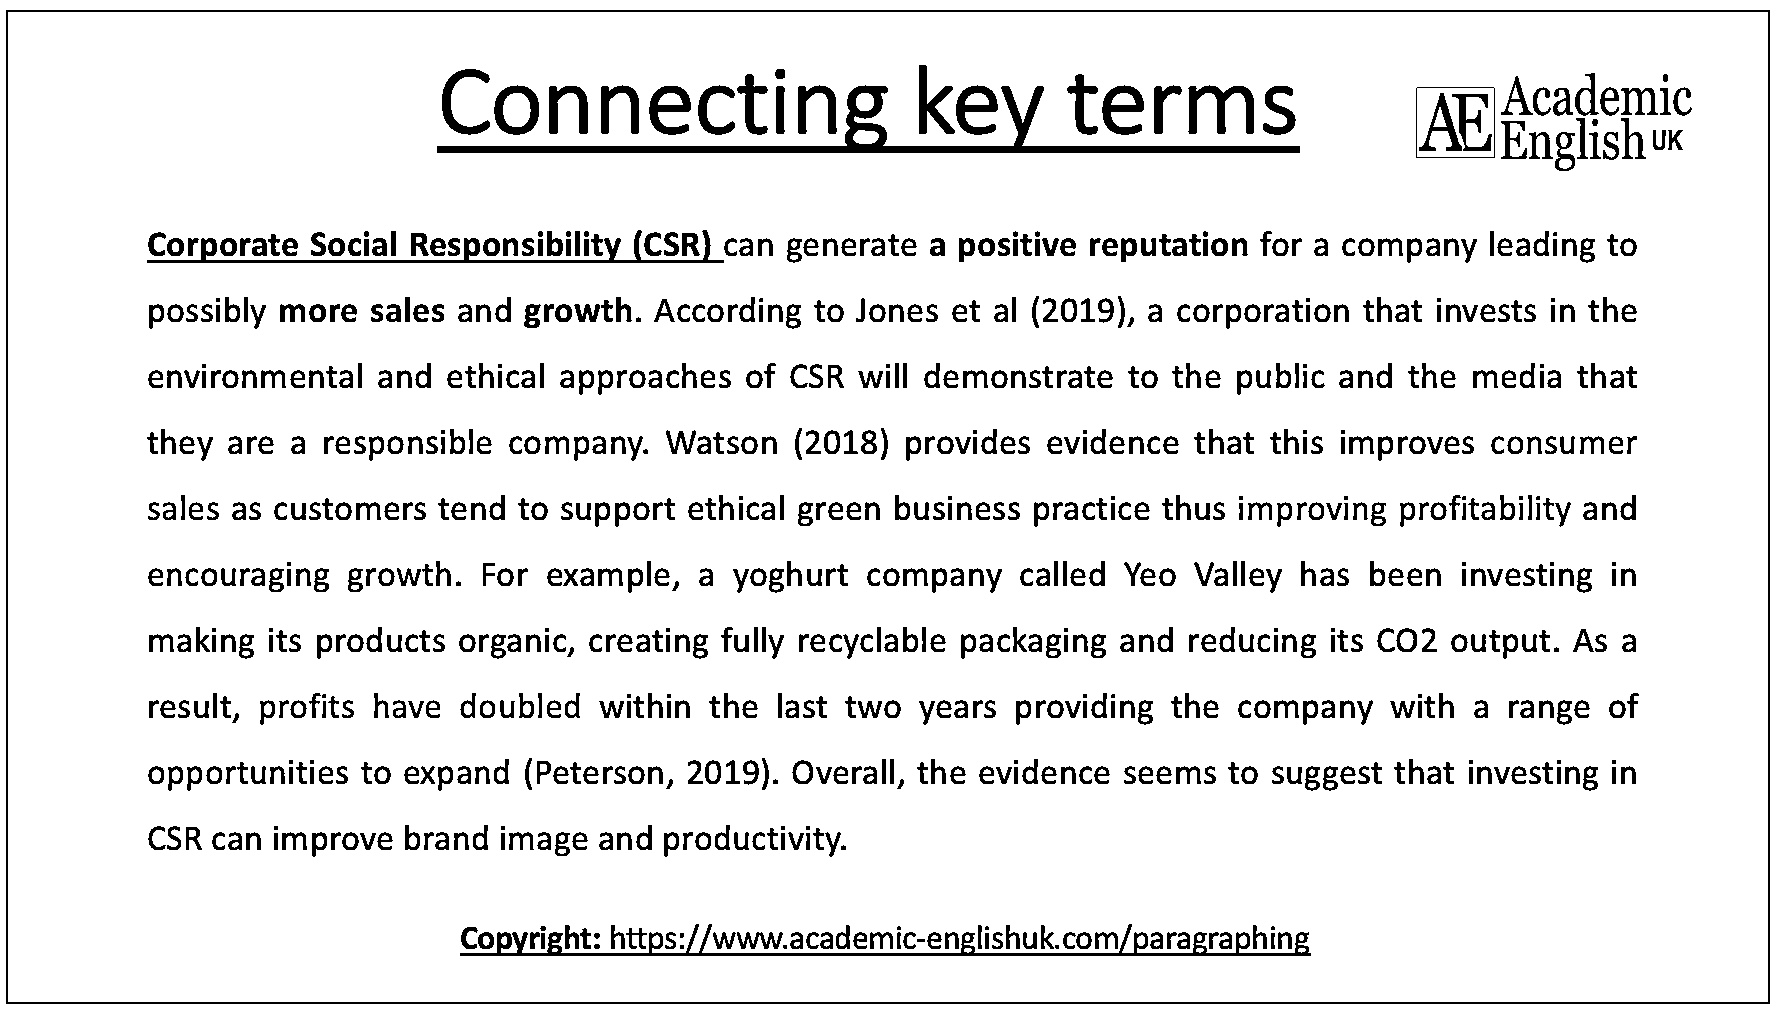 Connecting key terms
AE Academic
English UK
Corporate Social Responsibility (CSR) can generate a positive reputation for a company leading to
possibly more sales and growth. According to Jones et al (2019), a corporation that invests in the
environmental and ethical approaches of CSR will demonstrate to the public and the media that
they are a responsible company. Watson (2018) provides evidence that this improves consumer
sales as customers tend to support ethical green business practice thus improving profitability and
encouraging growth. For example, a yoghurt company called Yeo Valley has been investing in
making its products organic, creating fully recyclable packaging and reducing its CO2 output. As a
result, profits have doubled within the last two years providing the company with a range of
opportunities to expand (Peterson, 2019). Overall, the evidence seems to suggest that investing in
CSR can improve brand image and productivity.
Copyright: https://www.academic-englishuk.com/paragraphing